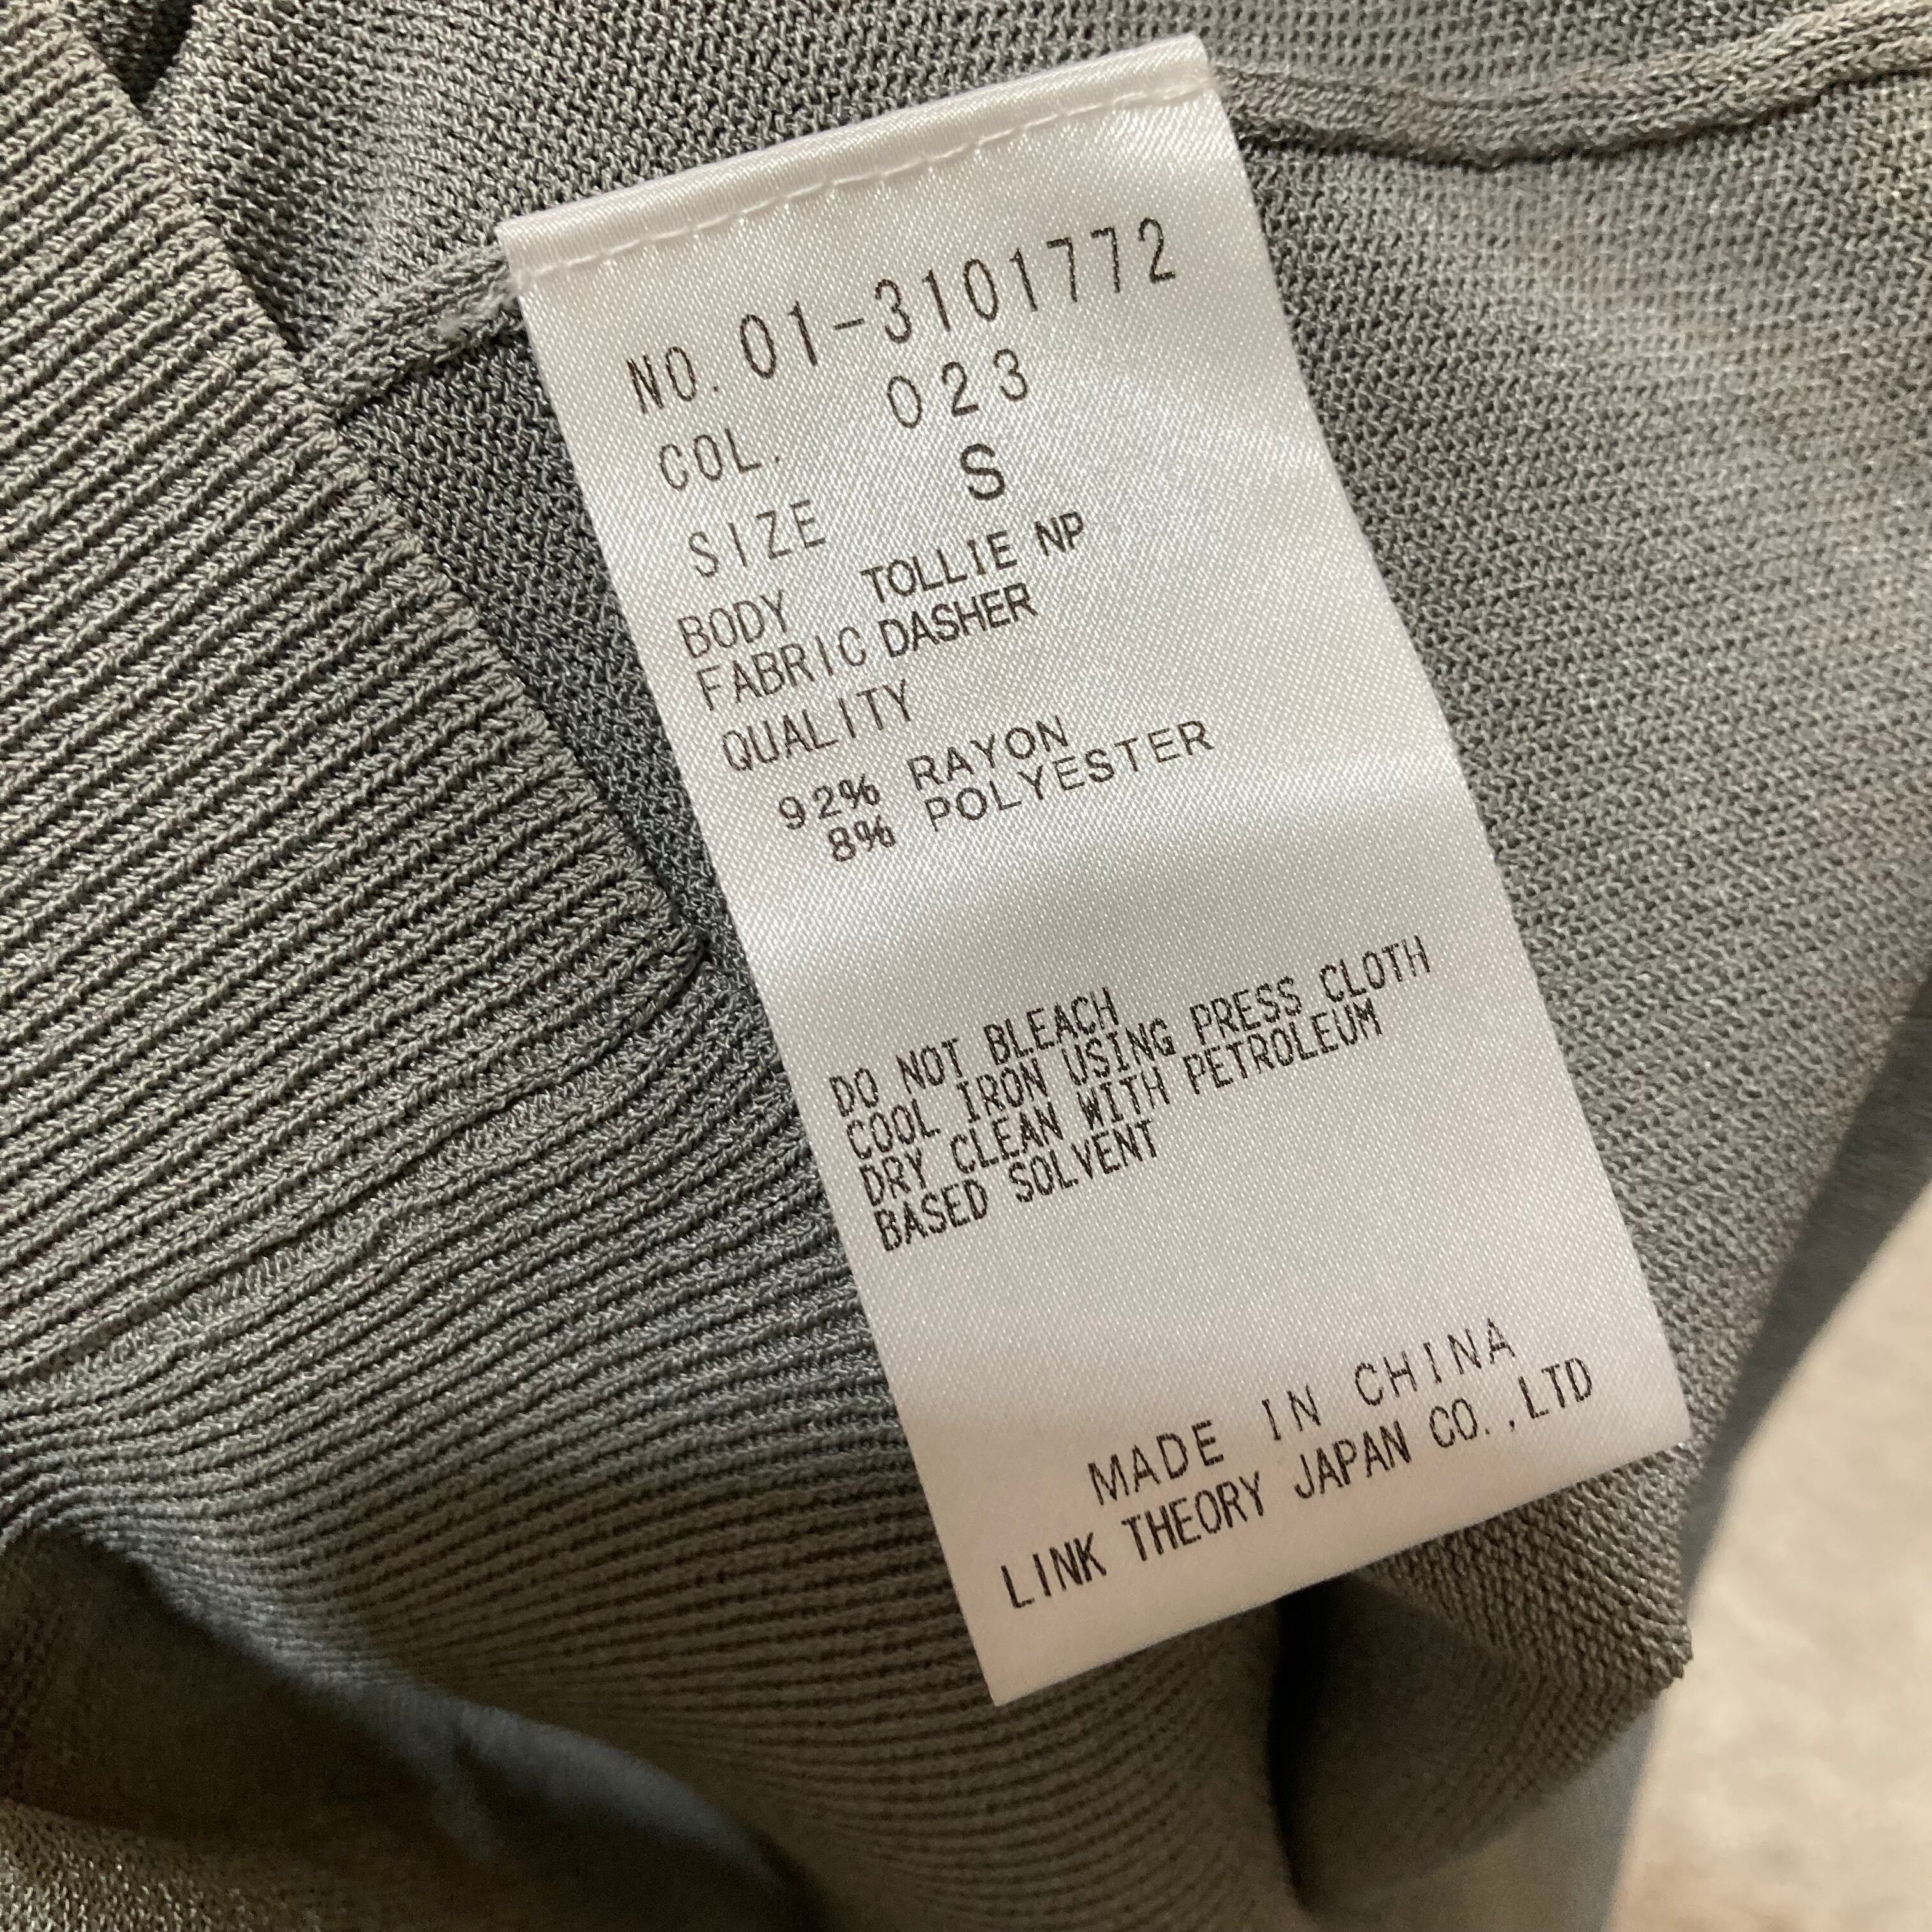 NO. 01-3101772
COL. 023
SIZE S
BODY TOLLIE NP
FABRIC DASHER
QUALITY
92% RAYON
8% POLYESTER
DO NOT BLEACH
COOL IRON USING PRESS CLOTH
DRY CLEAN WITH PETROLEUM
BASED SOLVENT
MADE IN CHINA
LINK THEORY JAPAN CO.,LTD